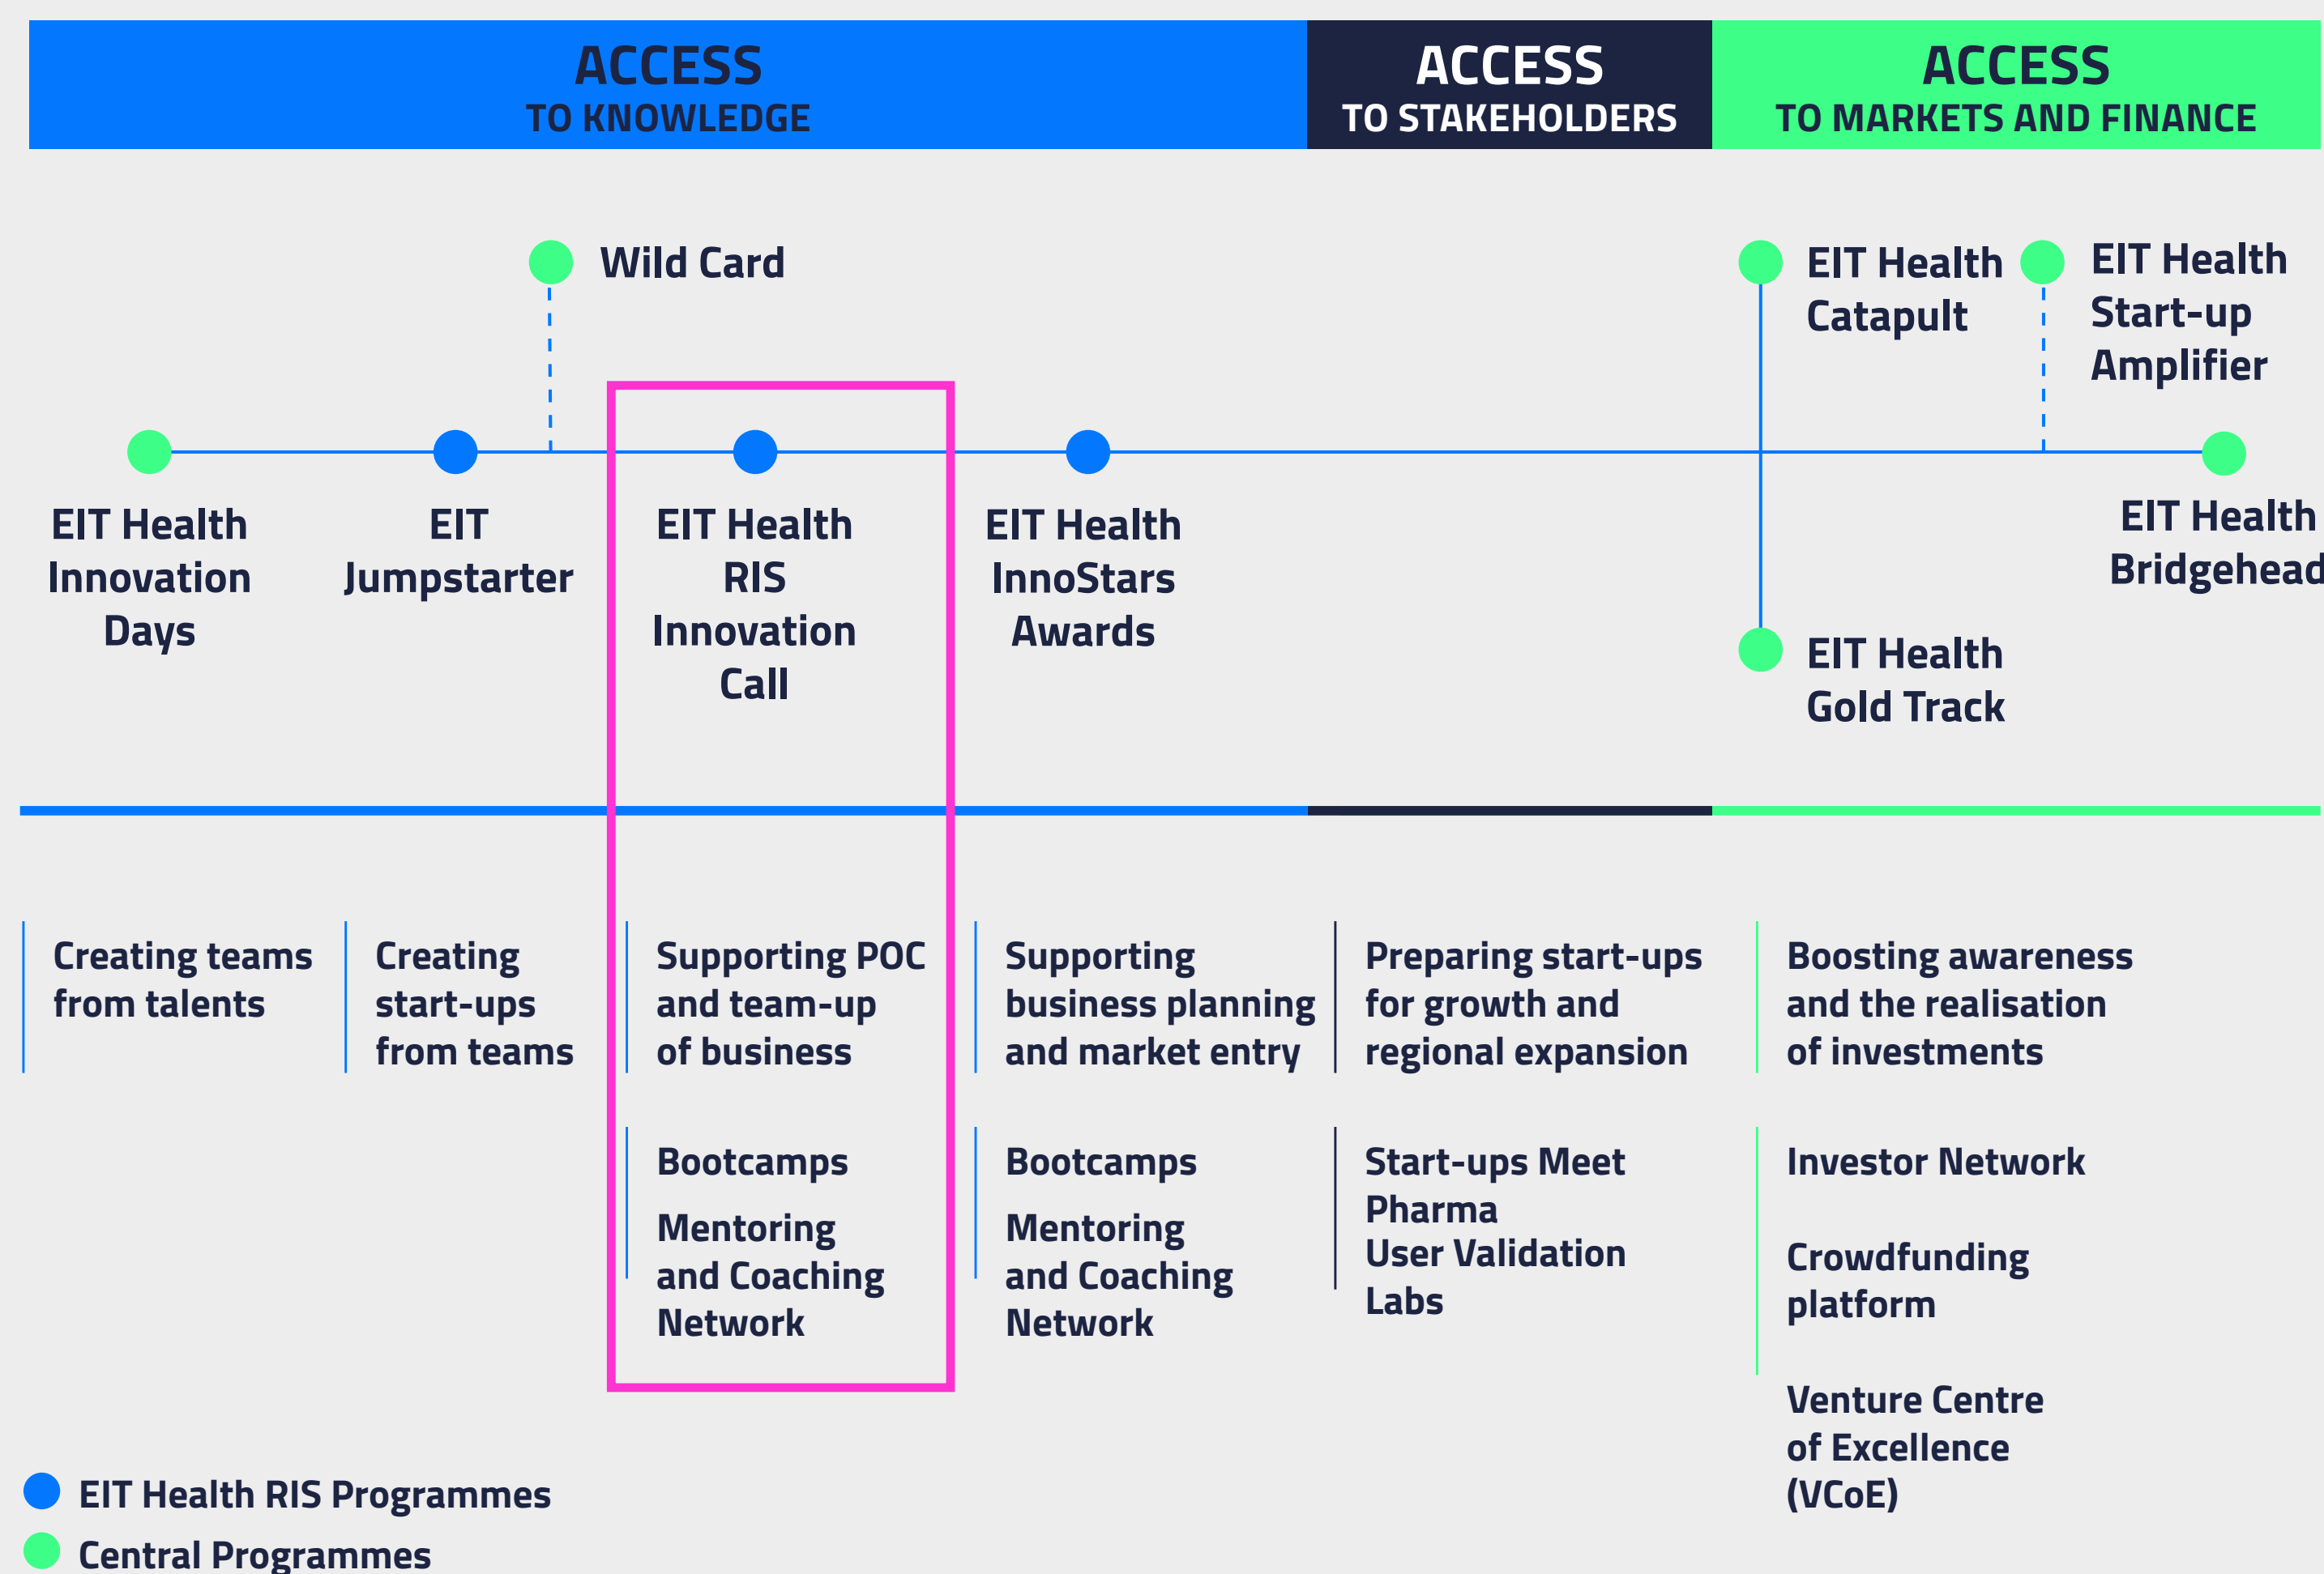 ACCESS
TO KNOWLEDGE
ACCESS
TO STAKEHOLDERS
ACCESS
TO MARKETS AND FINANCE
Wild Card
EIT Health
Catapult
EIT Health
Start-up
Amplifier
EIT Health
Innovation
Days
EIT
Jumpstarter
EIT Health
RIS
Innovation
Call
EIT Health
InnoStars
Awards
EIT Health
Bridgehead
EIT Health
Gold Track
Creating teams
from talents
Creating
start-ups
from teams
Supporting POC
and team-up
of business
Bootcamps
Mentoring
and Coaching
Network
Supporting
business planning
and market entry
Bootcamps
Mentoring
and Coaching
Network
Preparing start-ups
for growth and
regional expansion
Start-ups Meet
Pharma
User Validation
Labs
Boosting awareness
and the realisation
of investments
Investor Network
Crowdfunding
platform
Venture Centre
of Excellence
(VCoE)
EIT Health RIS Programmes
Central Programmes